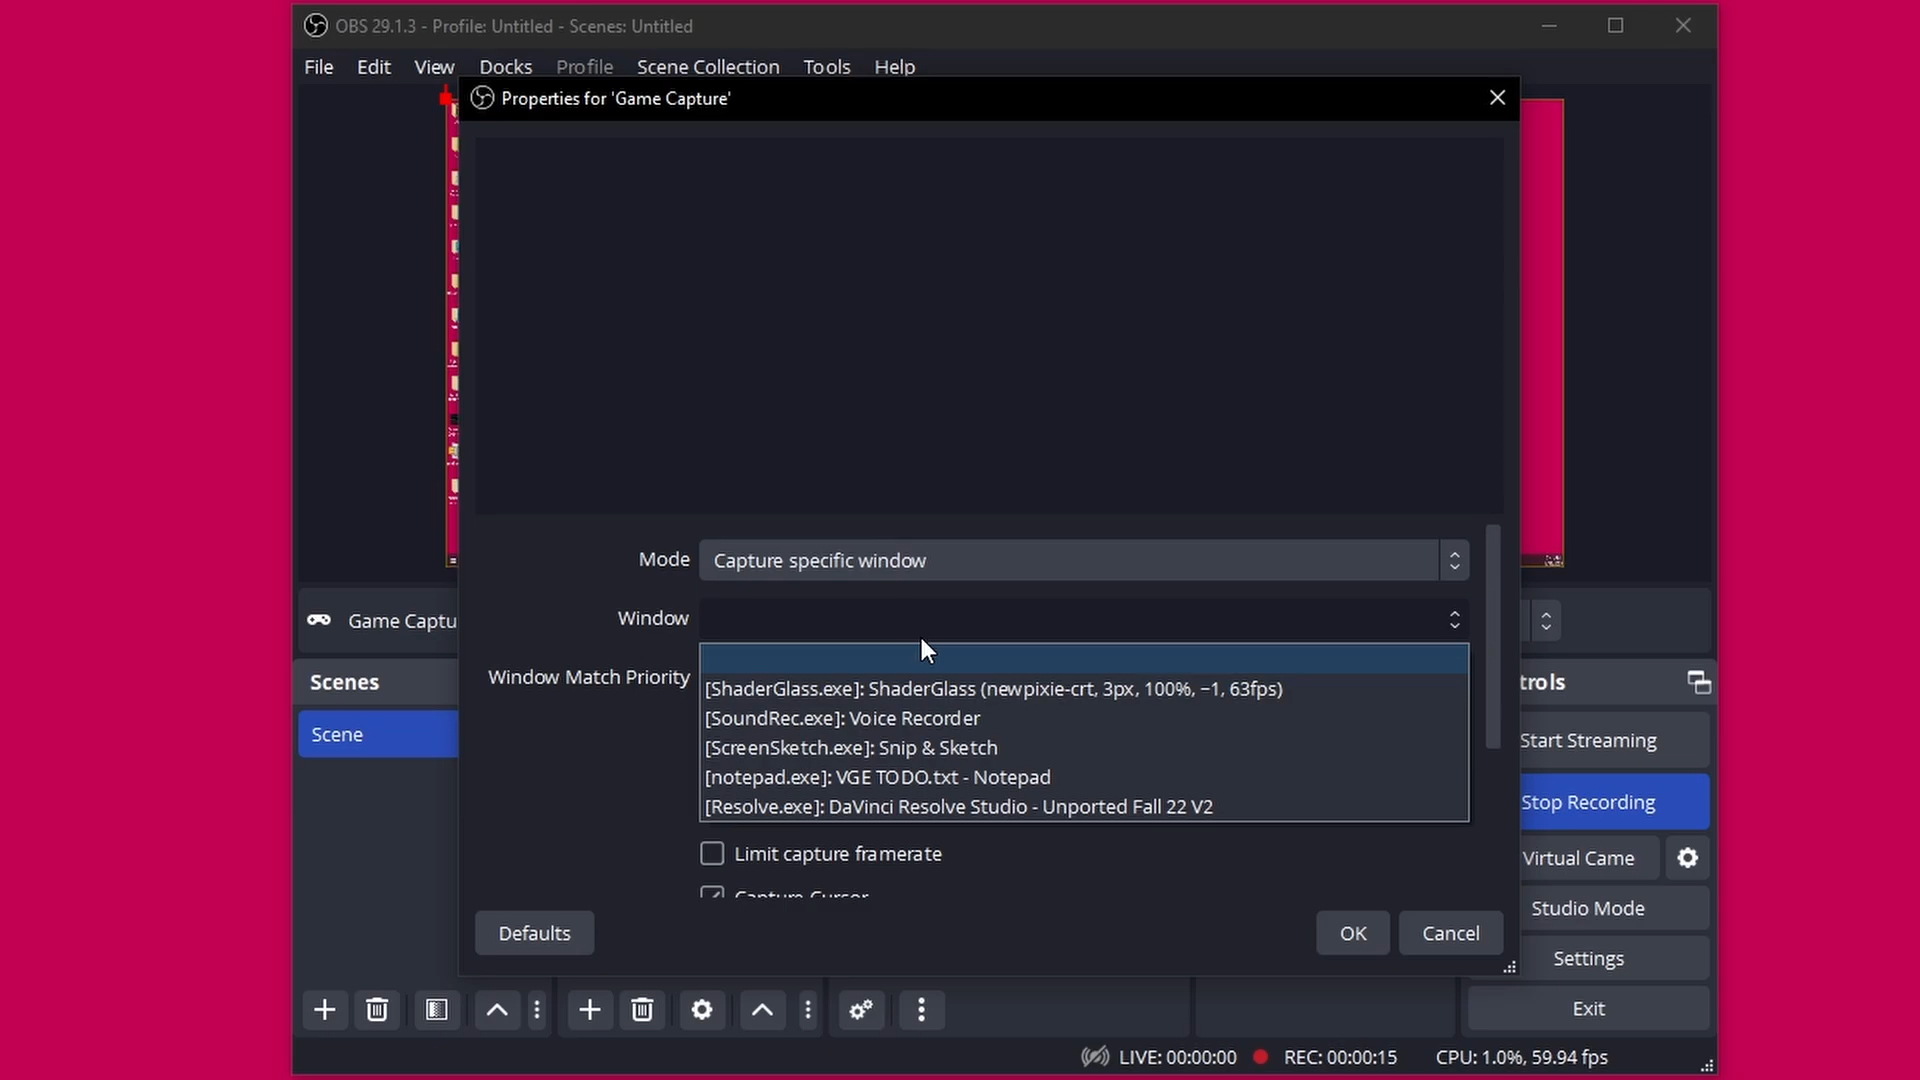 OBS 29.1.3 - Profile: Untitled - Scenes: Untitled
File Edit View Docks Profile Scene Collection Tools Help
Properties for 'Game Capture'
Mode Capture specific window
Window
Window Match Priority
[ShaderGlass.exe]: ShaderGlass (newpixie-crt, 3px, 100%, ~1, 63fps)
[SoundRec.exe]: Voice Recorder
[ScreenSketch.exe]: Snip & Sketch
[notepad.exe]: VGE TODO.txt - Notepad
[Resolve.exe]: DaVinci Resolve Studio - Unported Fall 22 V2
Limit capture framerate
Capture Cursor
Defaults OK Cancel
Game Captu
Scenes
Scene
trols
Start Streaming
Stop Recording
Virtual Came
Studio Mode
Settings
Exit
LIVE: 00:00:00 REC: 00:00:15 CPU: 1.0%, 59.94 fps